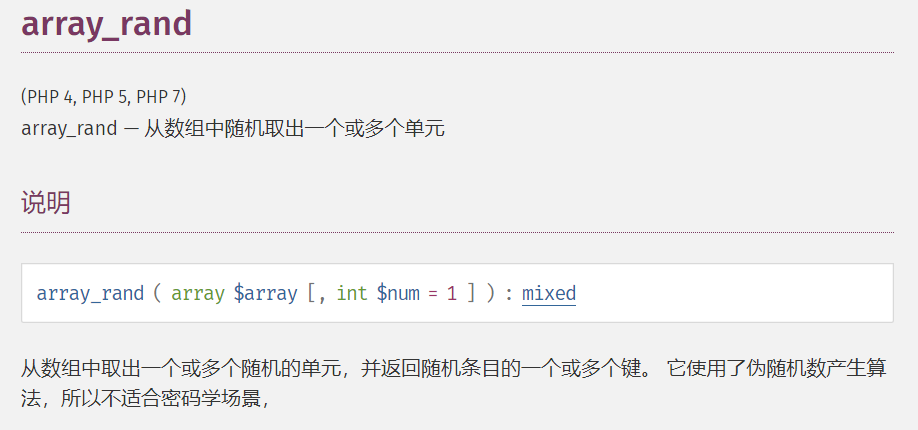 array_rand
(PHP 4, PHP 5, PHP 7)
array_rand — 从数组中随机取出一个或多个单元
说明
array_rand ( array $array [, int $num = 1 ] ) : mixed
从数组中取出一个或多个随机的单元，并返回随机条目的一个或多个键。 它使用了伪随机数产生算
法，所以不适合密码学场景，